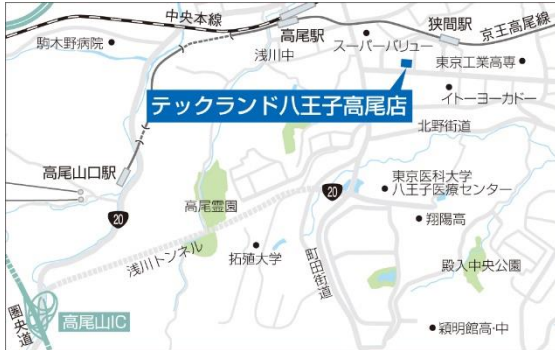 中央本線
高尾駅
狭間駅
京王高尾線
駒木野病院
浅川中
スーパーバリュー
東京工業高専
テックランド八王子高尾店
イトーヨーカドー
北野街道
高尾山口駅
20
東京医科大学
八王子医療センター
20
高尾霊園
翔陽高
浅川トンネル
拓殖大学
町田街道
殿入中央公園
圏央道
高尾山IC
穎明館高・中